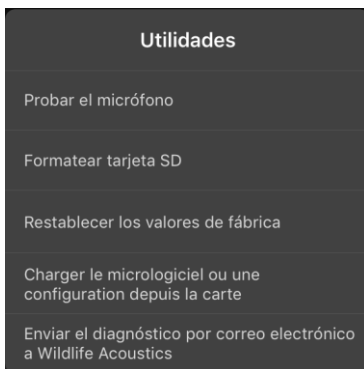 Utilidades
Probar el micrófono
Formatear tarjeta SD
Restablecer los valores de fábrica
Charger le micrologiciel ou une
configuration depuis la carte
Enviar el diagnóstico por correo electrónico
a Wildlife Acoustics